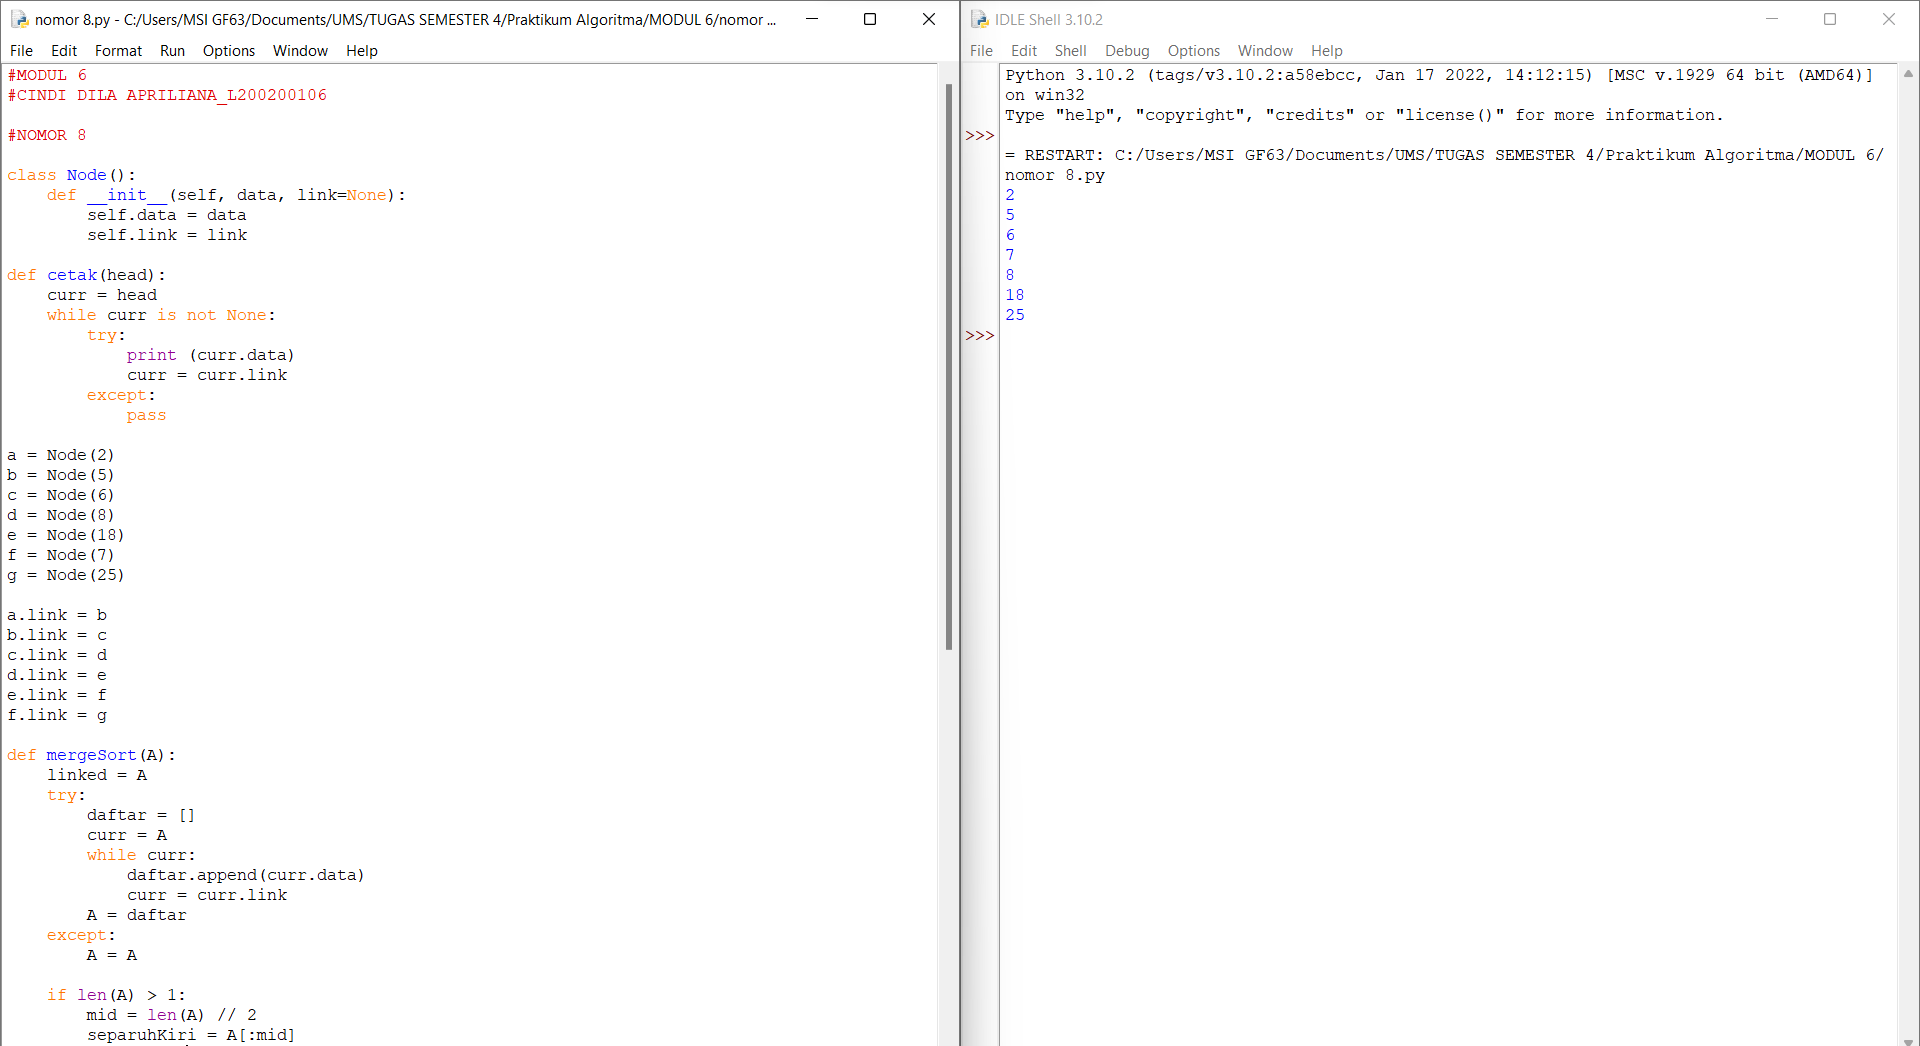 nomor 8.py - C:/Users/MSI GF63/Documents/UMS/TUGAS SEMESTER 4/Praktikum Algoritma/MODUL 6/nomor ...
File Edit Format Run Options Window Help
#MODUL 6
#CINDI DILA APRILIANA_L200200106

#NOMOR 8

class Node():
    def __init__(self, data, link=None):
        self.data = data
        self.link = link

def cetak(head):
    curr = head
    while curr is not None:
        try:
            print (curr.data)
            curr = curr.link
        except:
            pass

a = Node(2)
b = Node(5)
c = Node(6)
d = Node(8)
e = Node(18)
f = Node(7)
g = Node(25)

a.link = b
b.link = c
c.link = d
d.link = e
e.link = f
f.link = g

def mergeSort(A):
    linked = A
    try:
        daftar = []
        curr = A
        while curr:
            daftar.append(curr.data)
            curr = curr.link
        A = daftar
    except:
        A = A

    if len(A) > 1:
        mid = len(A) // 2
        separuhKiri = A[:mid]
IDLE Shell 3.10.2
File Edit Shell Debug Options Window Help
Python 3.10.2 (tags/v3.10.2:a58ebcc, Jan 17 2022, 14:12:15) [MSC v.1929 64 bit (AMD64)]
on win32
Type "help", "copyright", "credits" or "license()" for more information.
>>>
= RESTART: C:/Users/MSI GF63/Documents/UMS/TUGAS SEMESTER 4/Praktikum Algoritma/MODUL 6/
nomor 8.py
2
5
6
7
8
18
25
>>>